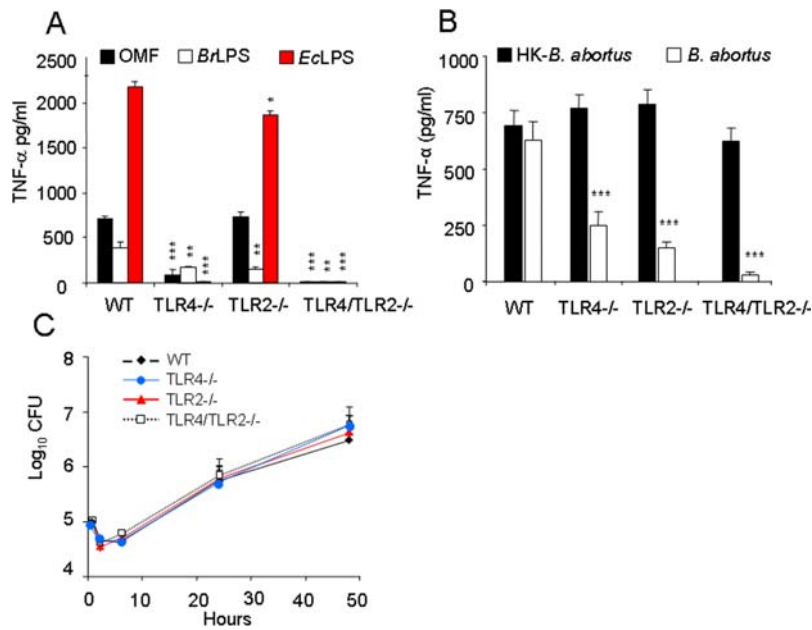 A
OMF BrLPS EcLPS
TNF-α pg/ml
2500
2000
1500
1000
500
0
*
*** ** ***
**
*** ** ***
WT TLR4-/- TLR2-/- TLR4/TLR2-/-
B
HK-B. abortus B. abortus
TNF-α (pg/ml)
1000
750
500
250
0
***
***
***
WT TLR4-/- TLR2-/- TLR4/TLR2-/-
C
WT
TLR4-/-
TLR2-/-
TLR4/TLR2-/-
Log10 CFU
8
7
6
5
4
0 10 20 30 40 50
Hours